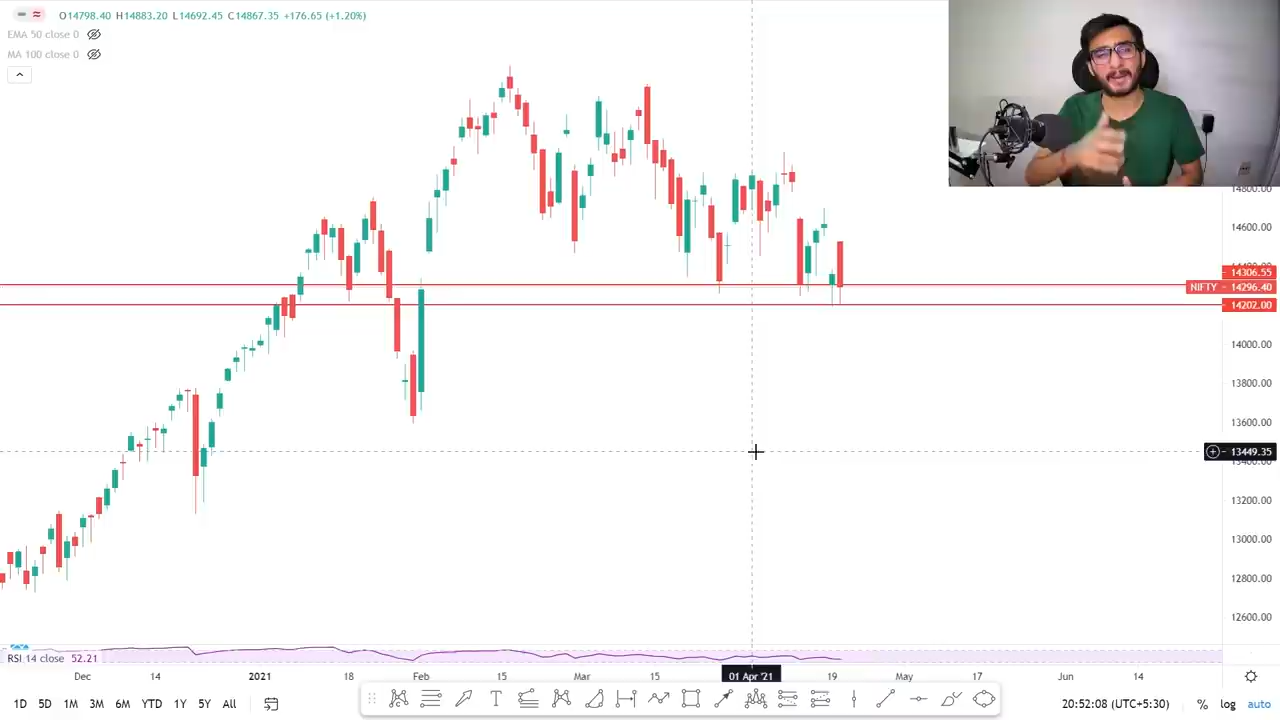 O14798.40 H14883.20 L14692.45 C14867.35 +176.65 (+1.20%)
EMA 50 close 0
MA 100 close 0
14800.00
14600.00
14400.00
14306.55
NIFTY 14296.40
14202.00
14000.00
13800.00
13600.00
13449.35
13400.00
13200.00
13000.00
12800.00
12600.00
RSI 14 close 52.21
Dec 14 2021 18 Feb 15 Mar 15 01 Apr '21 19 May 17 Jun 14
1D 5D 1M 3M 6M YTD 1Y 5Y All 20:52:08 (UTC+5:30) % log auto